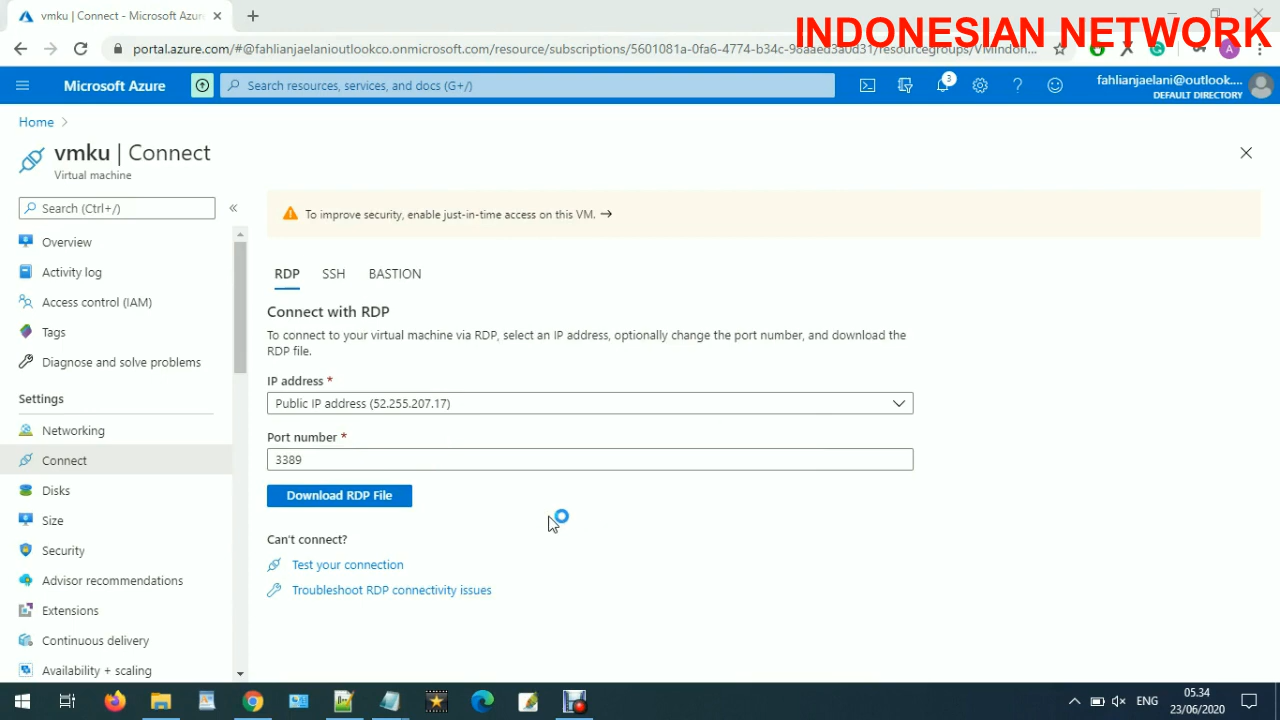 vmku | Connect - Microsoft Azur
INDONESIAN NETWORK
portal.azure.com/#@fahlianjaelanioutlookco.onmicrosoft.com/resource/subscriptions/5601081a-0fa6-4774-b34c-96aaed3a0d31/resourcegroups/VMindon...
A
Microsoft Azure
Search resources, services, and docs (G+/)
3
fahlianjaelani@outlook....
DEFAULT DIRECTORY
Home
vmku | Connect
Virtual machine
Search (Ctrl+/)
Overview
Activity log
Access control (IAM)
Tags
Diagnose and solve problems
Settings
Networking
Connect
Disks
Size
Security
Advisor recommendations
Extensions
Continuous delivery
Availability + scaling
To improve security, enable just-in-time access on this VM. →
RDP SSH BASTION
Connect with RDP
To connect to your virtual machine via RDP, select an IP address, optionally change the port number, and download the
RDP file.
IP address *
Public IP address (52.255.207.17)
Port number *
3389
Download RDP File
Can't connect?
Test your connection
Troubleshoot RDP connectivity issues
ENG
05.34
23/06/2020